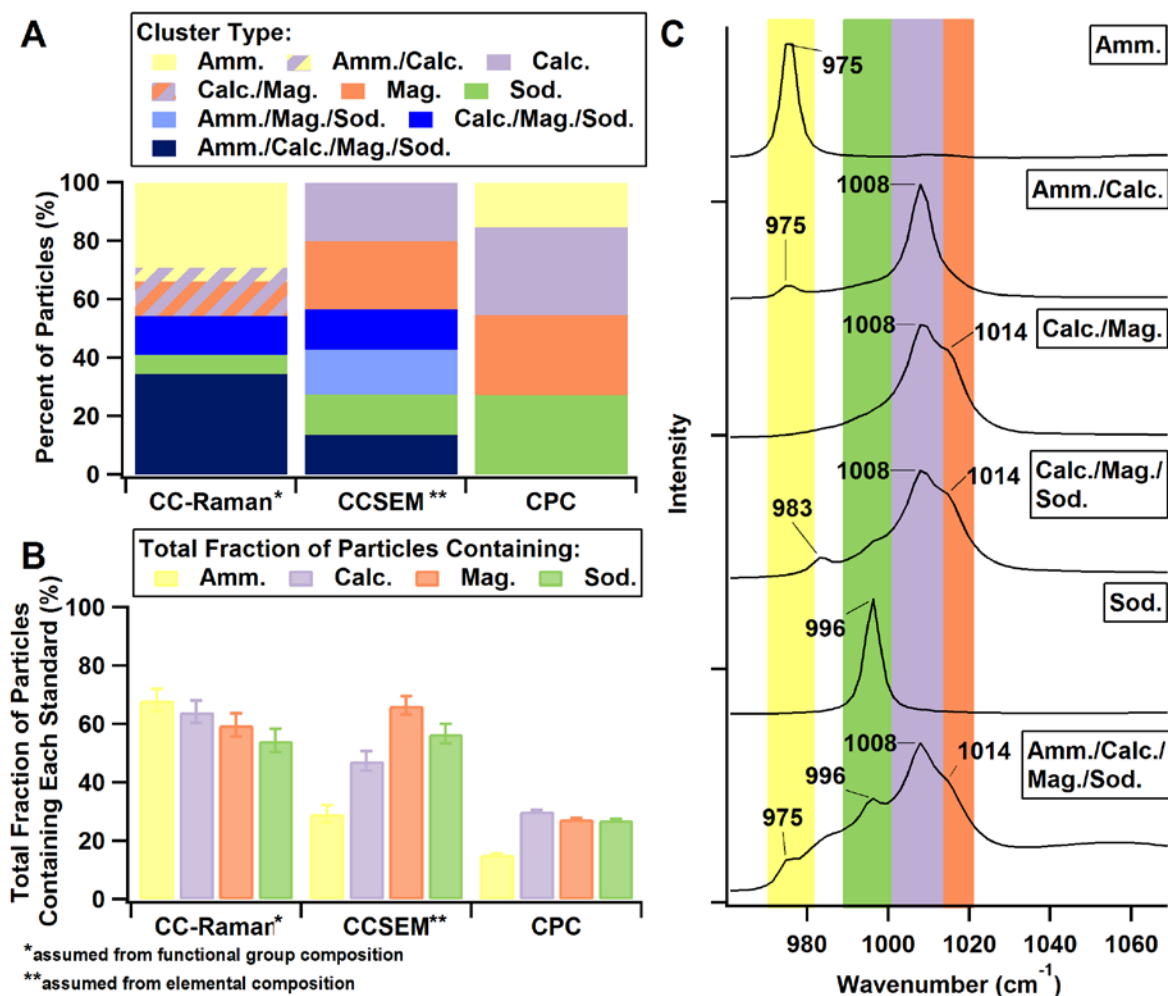 A
Cluster Type:
Amm. Amm./Calc. Calc.
Calc./Mag. Mag. Sod.
Amm./Mag./Sod. Calc./Mag./Sod.
Amm./Calc./Mag./Sod.
Percent of Particles (%)
100
80
60
40
20
0
CC-Raman* CCSEM** CPC
B
Total Fraction of Particles Containing:
Amm. Calc. Mag. Sod.
Total Fraction of Particles
Containing Each Standard (%)
100
80
60
40
20
0
CC-Raman* CCSEM** CPC
*assumed from functional group composition
**assumed from elemental composition
C
Amm.
975
Amm./Calc.
1008
975
Calc./Mag.
1008
1014
Calc./Mag./
Sod.
1008
1014
983
Sod.
996
Amm./Calc./
Mag./Sod.
1008
1014
996
975
Intensity
980 1000 1020 1040 1060
Wavenumber (cm⁻¹)